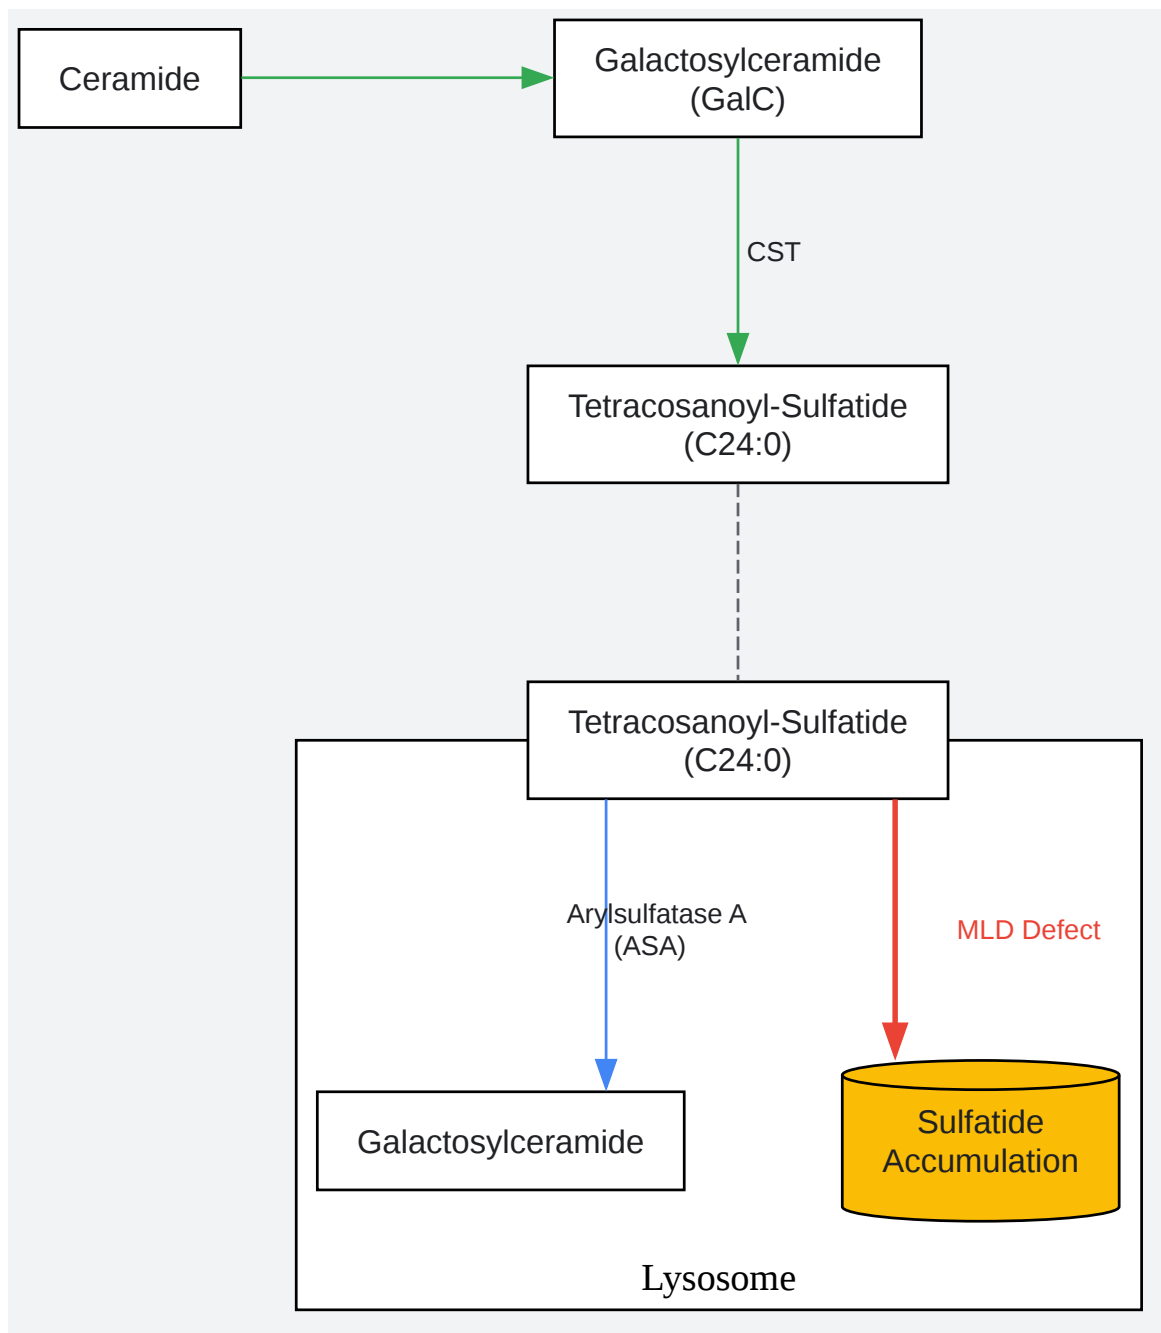 Ceramide
Galactosylceramide
(GalC)
CST
Tetracosanoyl-Sulfatide
(C24:0)
Tetracosanoyl-Sulfatide
(C24:0)
Arylsulfatase A
(ASA)
MLD Defect
Galactosylceramide
Sulfatide
Accumulation
Lysosome